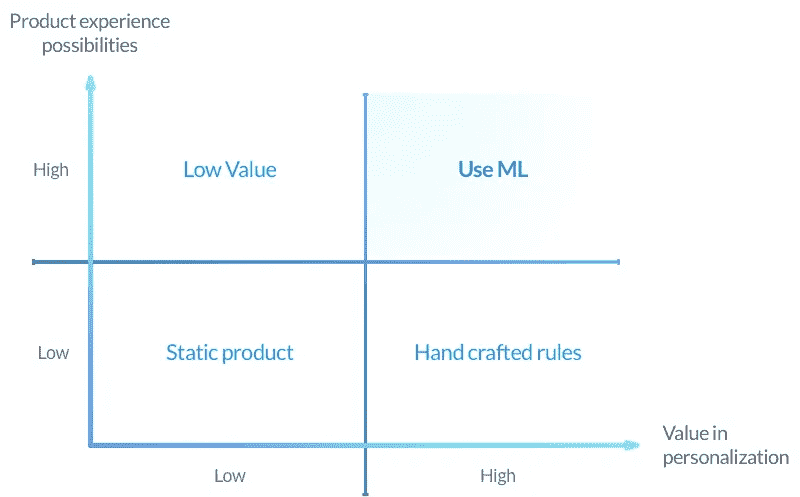 Product experience
possibilities
High
Low Value
Use ML
Low
Static product
Hand crafted rules
Value in
personalization
Low
High